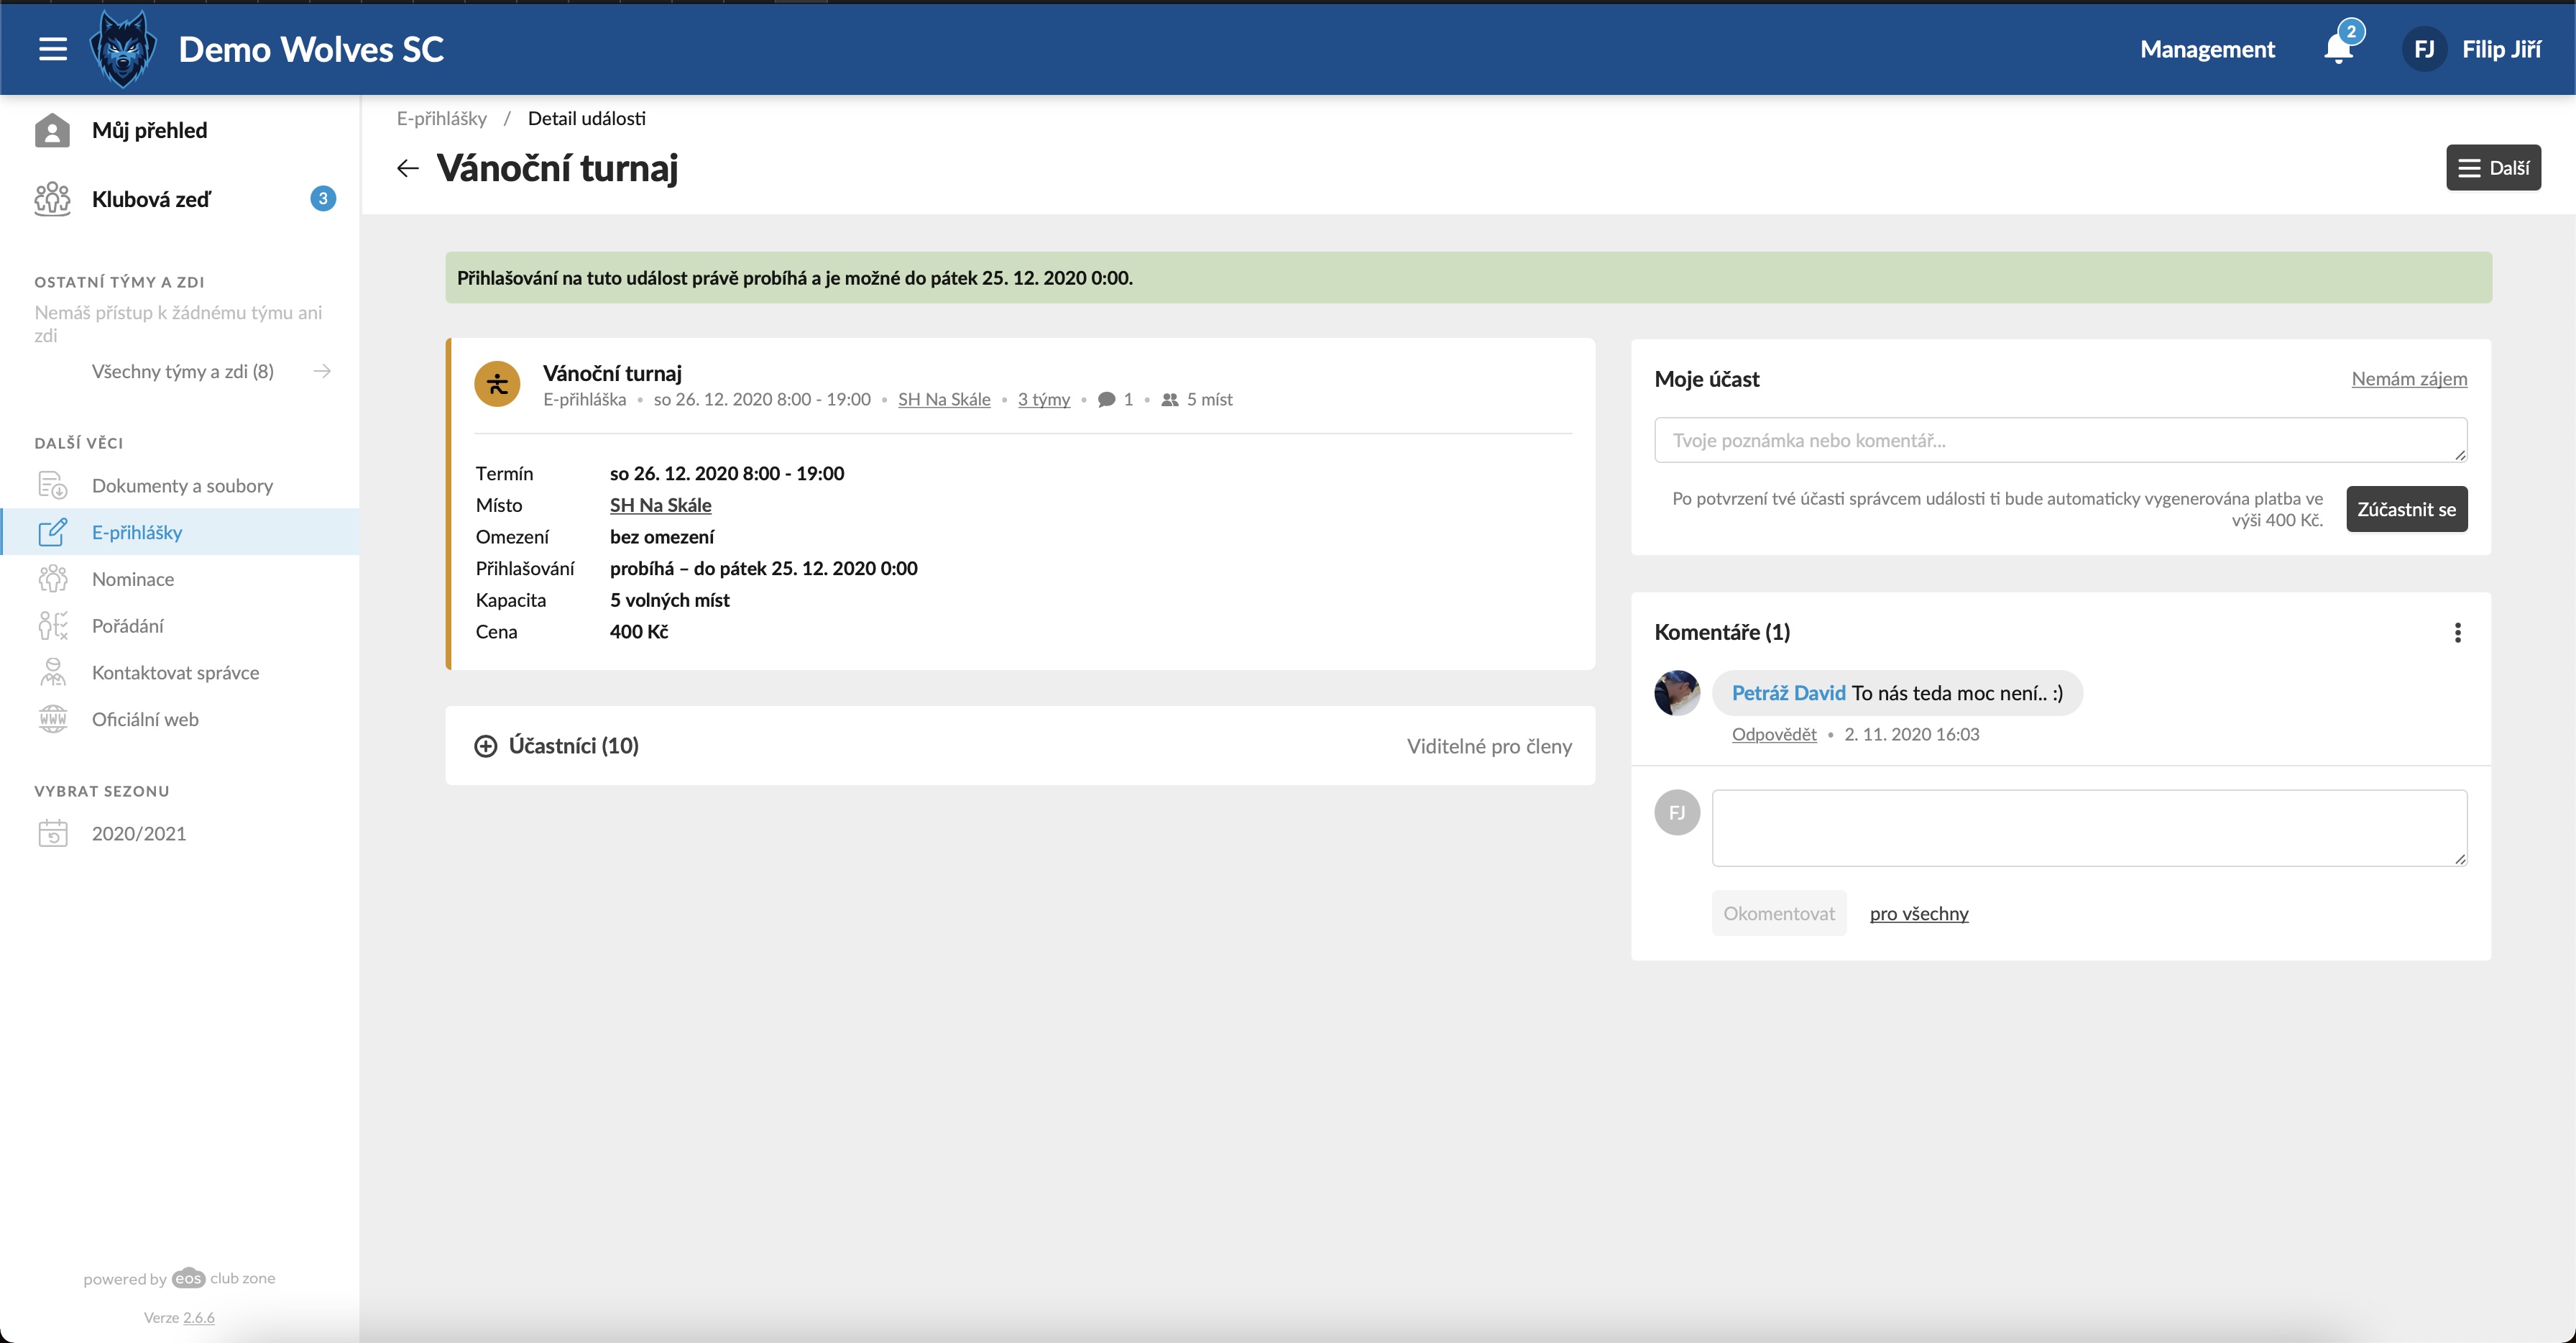 Demo Wolves SC
Management
2
FJ
Filip Jiří
Můj přehled
Klubová zeď
3
OSTATNÍ TÝMY A ZDI
Nemáš přístup k žádnému týmu ani
zdi
Všechny týmy a zdi (8)
DALŠÍ VĚCI
Dokumenty a soubory
E-přihlášky
Nominace
Pořádání
Kontaktovat správce
WWW Oficiální web
VYBRAT SEZONU
2020/2021
powered by eos club zone
Verze 2.6.6
E-přihlášky / Detail události
Vánoční turnaj
Další
Přihlašování na tuto událost právě probíhá a je možné do pátek 25. 12. 2020 0:00.
Vánoční turnaj
E-přihláška • so 26. 12. 2020 8:00 - 19:00 • SH Na Skále • 3 týmy • 1 • 5 míst
Termín so 26. 12. 2020 8:00 - 19:00
Místo SH Na Skále
Omezení bez omezení
Přihlašování probíhá – do pátek 25. 12. 2020 0:00
Kapacita 5 volných míst
Cena 400 Kč
Účastníci (10)
Viditelné pro členy
Moje účast
Nemám zájem
Tvoje poznámka nebo komentář...
Po potvrzení tvé účasti správcem události ti bude automaticky vygenerována platba ve
výši 400 Kč.
Zúčastnit se
Komentáře (1)
Petráž David To nás teda moc není.. :)
Odpovědět • 2. 11. 2020 16:03
FJ
Okomentovat
pro všechny